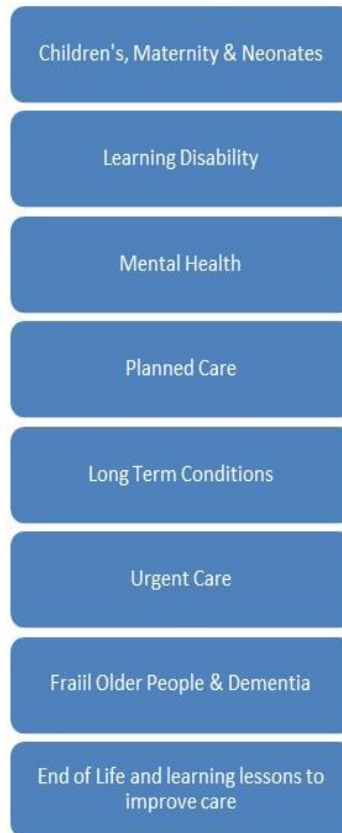 Children's, Maternity & Neonates
Learning Disability
Mental Health
Planned Care
Long Term Conditions
Urgent Care
Fraiil Older People & Dementia
End of Life and learning lessons to
improve care